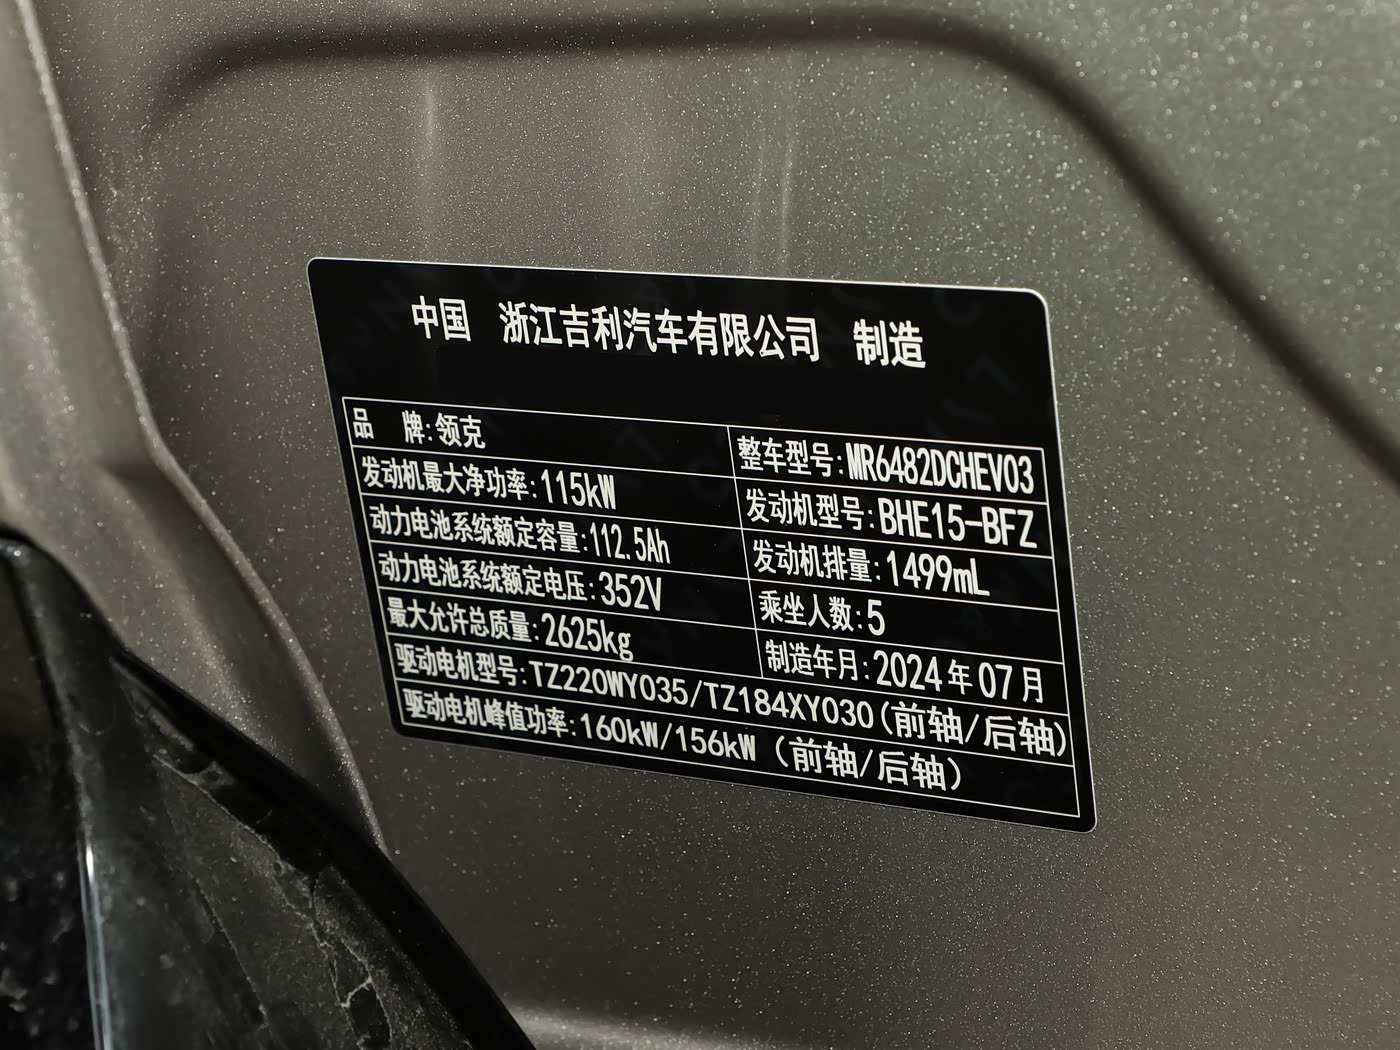 中国 浙江吉利汽车有限公司 制造
品 牌:领克 整车型号:MR6482DCHEV03
发动机最大净功率:115kW 发动机型号:BHE15-BFZ
动力电池系统额定容量:112.5Ah 发动机排量:1499mL
动力电池系统额定电压:352V 乘坐人数:5
最大允许总质量:2625kg 制造年月:2024年07月
驱动电机型号:TZ220WY035/TZ184XY030(前轴/后轴)
驱动电机峰值功率:160kW/156kW (前轴/后轴)